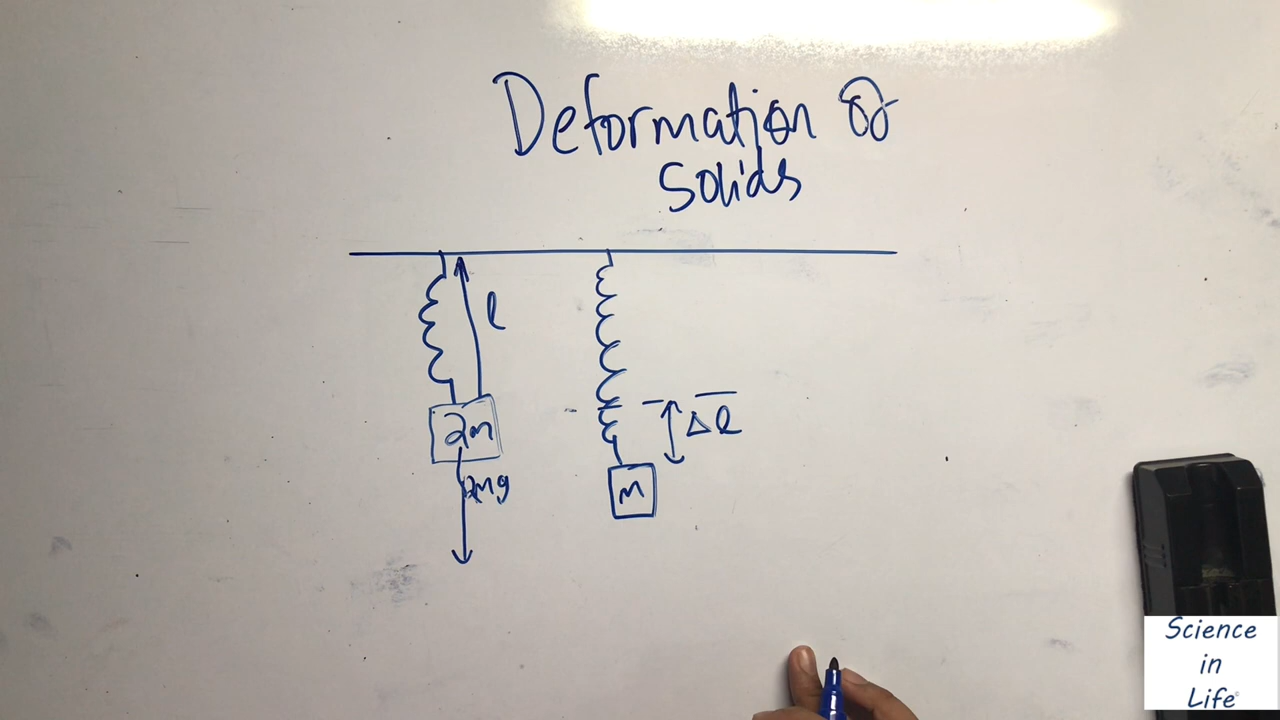 Deformation of
Solids
l
2m
2mg
Δl
m
Science
in
Life